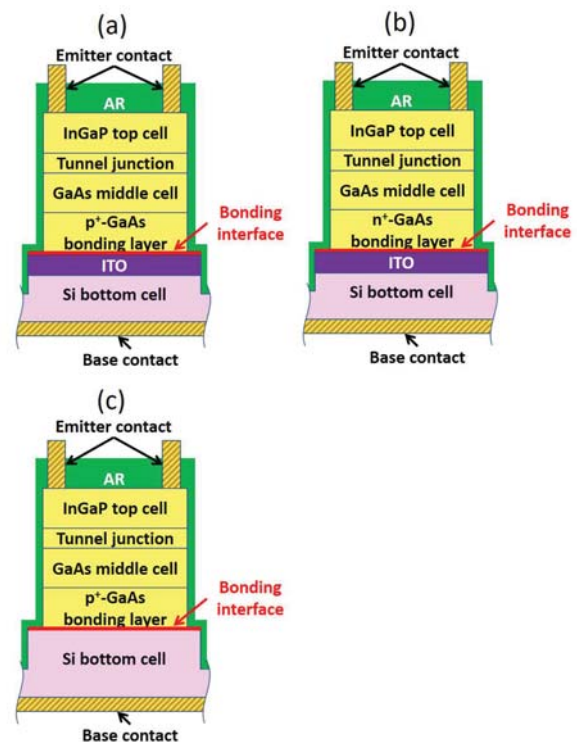 (a)
Emitter contact
AR
InGaP top cell
Tunnel junction
GaAs middle cell
p⁺-GaAs
bonding layer
Bonding
interface
ITO
Si bottom cell
Base contact
(b)
Emitter contact
AR
InGaP top cell
Tunnel junction
GaAs middle cell
n⁺-GaAs
bonding layer
Bonding
interface
ITO
Si bottom cell
Base contact
(c)
Emitter contact
AR
InGaP top cell
Tunnel junction
GaAs middle cell
p⁺-GaAs
bonding layer
Bonding
interface
Si bottom cell
Base contact